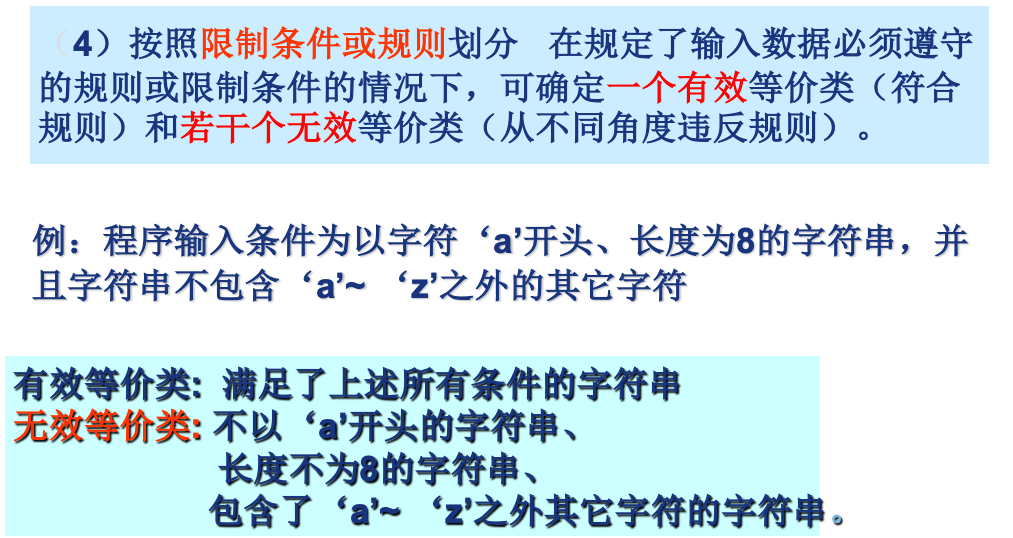 （4）按照限制条件或规则划分 在规定了输入数据必须遵守
的规则或限制条件的情况下，可确定一个有效等价类（符合
规则）和若干个无效等价类（从不同角度违反规则）。
例：程序输入条件为以字符‘a’开头、长度为8的字符串，并
且字符串不包含‘a’~ ‘z’之外的其它字符
有效等价类: 满足了上述所有条件的字符串
无效等价类: 不以‘a’开头的字符串、
长度不为8的字符串、
包含了‘a’~ ‘z’之外其它字符的字符串。